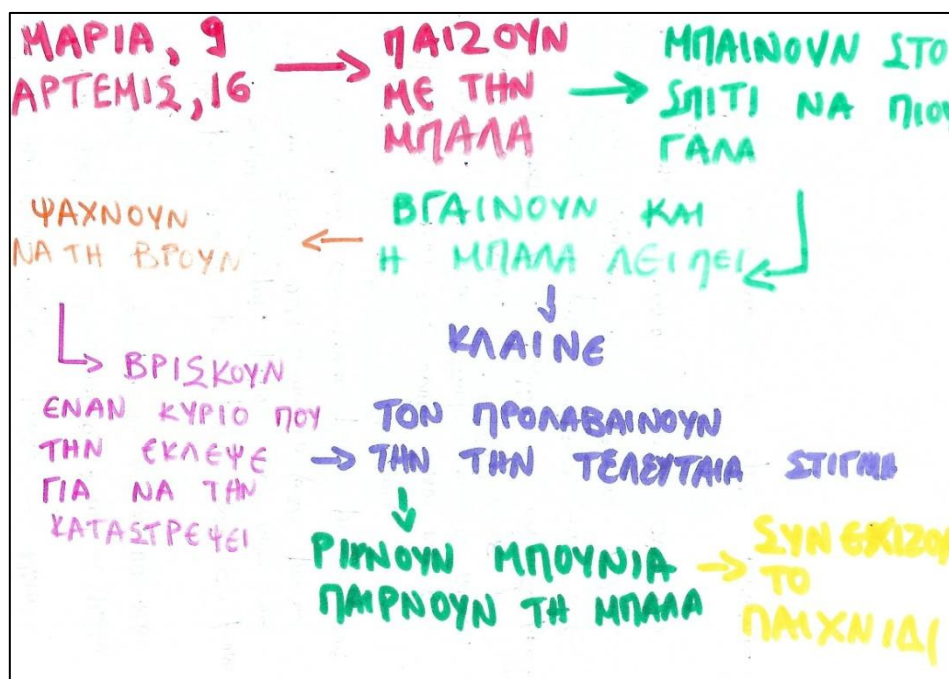 ΜΑΡΙΑ, 9
ΑΡΤΕΜΙΣ, 16
ΠΑΙΖΟΥΝ
ΜΕ ΤΗΝ
ΜΠΑΛΑ
ΜΠΑΙΝΟΥΝ ΣΤΟ
ΣΠΙΤΙ ΝΑ ΠΙΟΥ
ΓΑΛΑ
ΒΓΑΙΝΟΥΝ ΚΑΙ
Η ΜΠΑΛΑ ΛΕΙΠΕΙ
ΨΑΧΝΟΥΝ
ΝΑ ΤΗ ΒΡΟΥΝ
ΚΛΑΙΝΕ
ΒΡΙΣΚΟΥΝ
ΕΝΑΝ ΚΥΡΙΟ ΠΟΥ
ΤΗΝ ΕΚΛΕΨΕ
ΓΙΑ ΝΑ ΤΗΝ
ΚΑΤΑΣΤΡΕΨΕΙ
ΤΟΝ ΠΡΟΛΑΒΑΙΝΟΥΝ
ΤΗΝ ΤΗΝ ΤΕΛΕΥΤΑΙΑ ΣΤΙΓΜΗ
ΡΙΧΝΟΥΝ ΜΠΟΥΝΙΑ
ΠΑΙΡΝΟΥΝ ΤΗ ΜΠΑΛΑ
ΣΥΝΕΧΙΖΟΥ
ΤΟ
ΠΑΙΧΝΙΔΙ